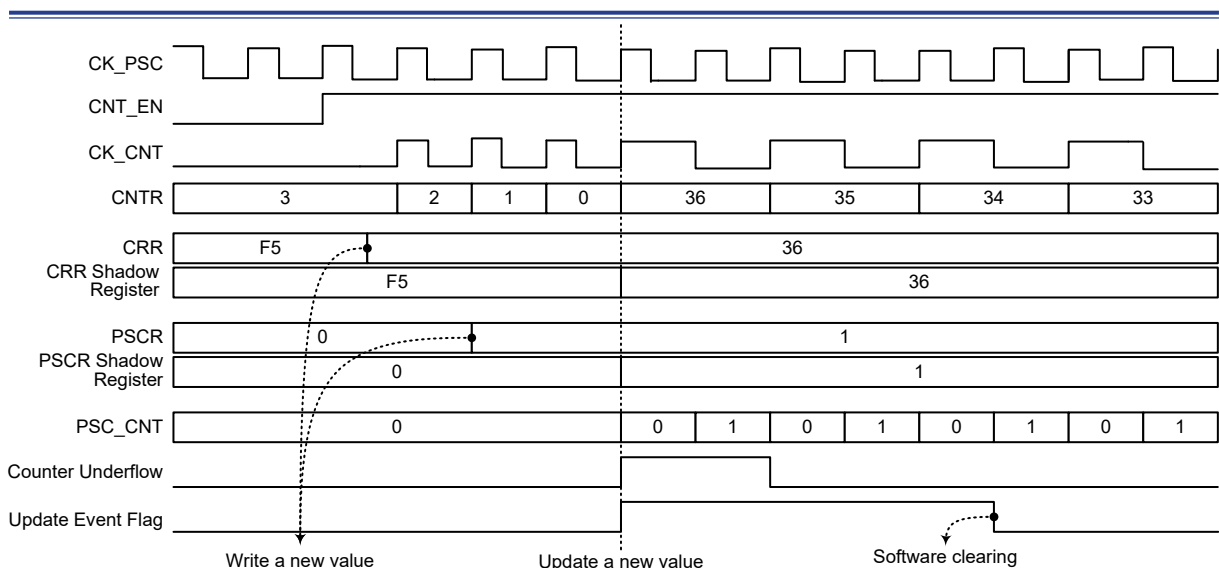 CK_PSC
CNT_EN
CK_CNT
CNTR 3 2 1 0 36 35 34 33
CRR F5 36
CRR Shadow
Register F5 36
PSCR 0 1
PSCR Shadow
Register 0 1
PSC_CNT 0 0 1 0 1 0 1 0 1
Counter Underflow
Update Event Flag
Write a new value Update a new value Software clearing